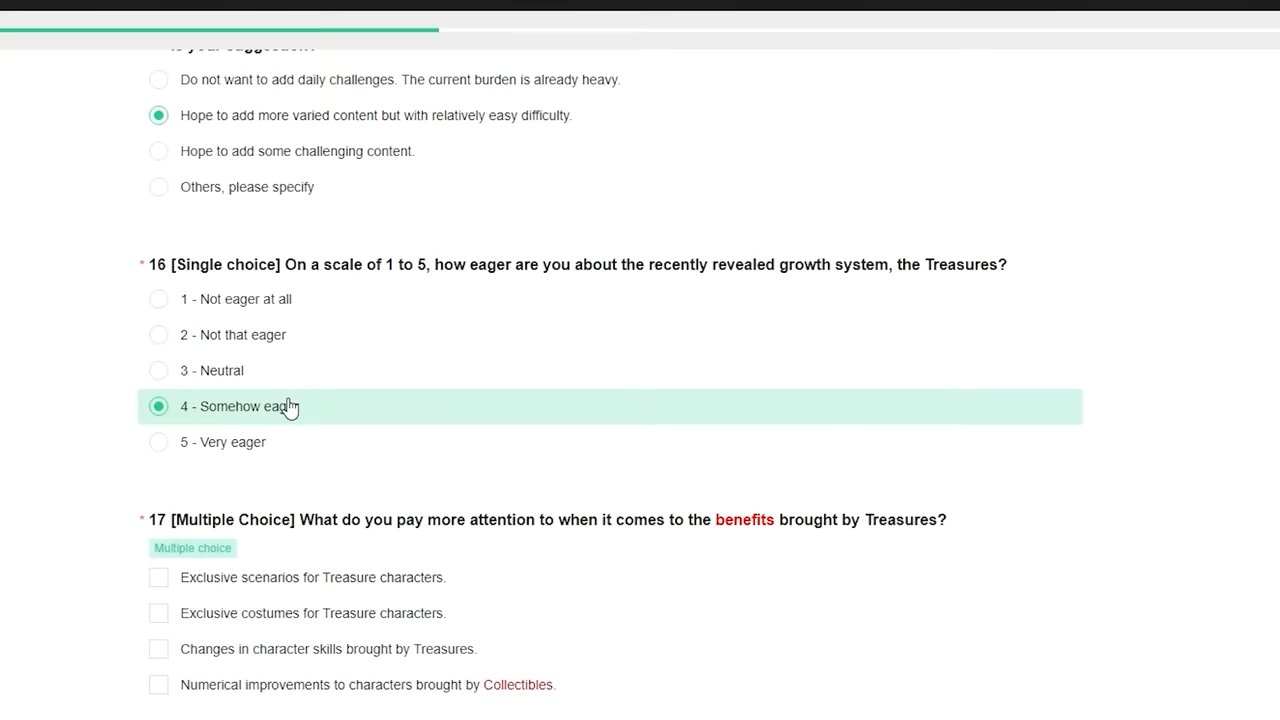 is your suggestion?
Do not want to add daily challenges. The current burden is already heavy.
Hope to add more varied content but with relatively easy difficulty.
Hope to add some challenging content.
Others, please specify
* 16 [Single choice] On a scale of 1 to 5, how eager are you about the recently revealed growth system, the Treasures?
1 - Not eager at all
2 - Not that eager
3 - Neutral
4 - Somehow eager
5 - Very eager
* 17 [Multiple Choice] What do you pay more attention to when it comes to the benefits brought by Treasures?
Multiple choice
Exclusive scenarios for Treasure characters.
Exclusive costumes for Treasure characters.
Changes in character skills brought by Treasures.
Numerical improvements to characters brought by Collectibles.